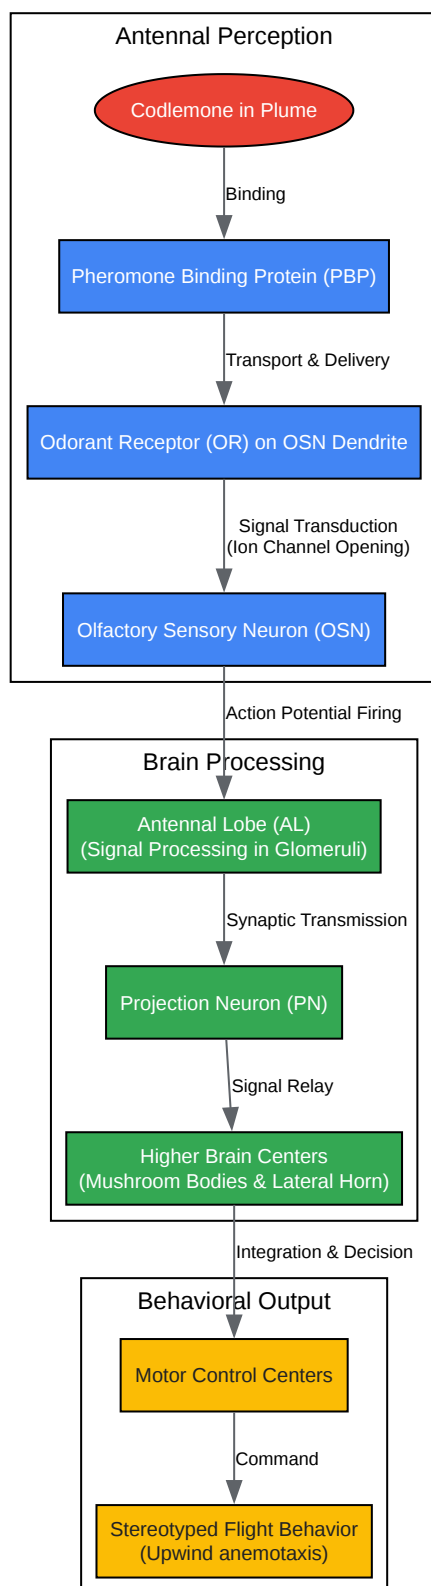 Antennal Perception
Codlemone in Plume
Binding
Pheromone Binding Protein (PBP)
Transport & Delivery
Odorant Receptor (OR) on OSN Dendrite
Signal Transduction
(Ion Channel Opening)
Olfactory Sensory Neuron (OSN)
Action Potential Firing
Brain Processing
Antennal Lobe (AL)
(Signal Processing in Glomeruli)
Synaptic Transmission
Projection Neuron (PN)
Signal Relay
Higher Brain Centers
(Mushroom Bodies & Lateral Horn)
Integration & Decision
Behavioral Output
Motor Control Centers
Command
Stereotyped Flight Behavior
(Upwind anemotaxis)